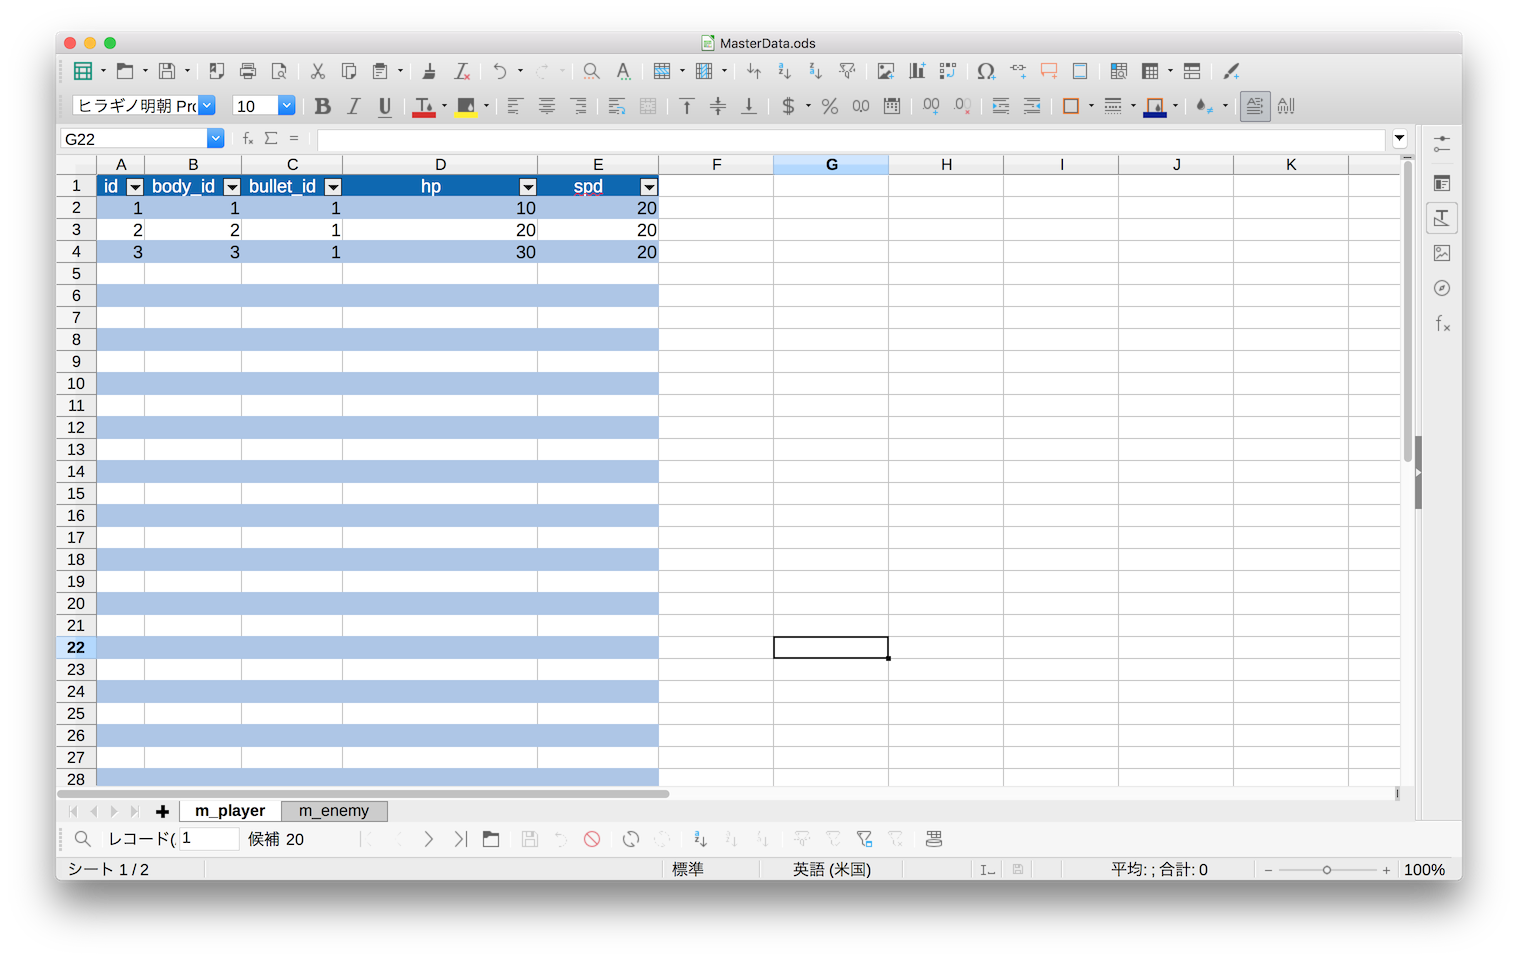 MasterData.ods
ヒラギノ明朝 Pro 10
G22
A B C D E F G H I J K
1 id body_id bullet_id hp spd
2 1 1 1 10 20
3 2 2 1 20 20
4 3 3 1 30 20
5
6
7
8
9
10
11
12
13
14
15
16
17
18
19
20
21
22
23
24
25
26
27
28
m_player m_enemy
レコード(. 1 候補 20
シート 1 / 2 標準 英語 (米国) 平均: ; 合計: 0 100%